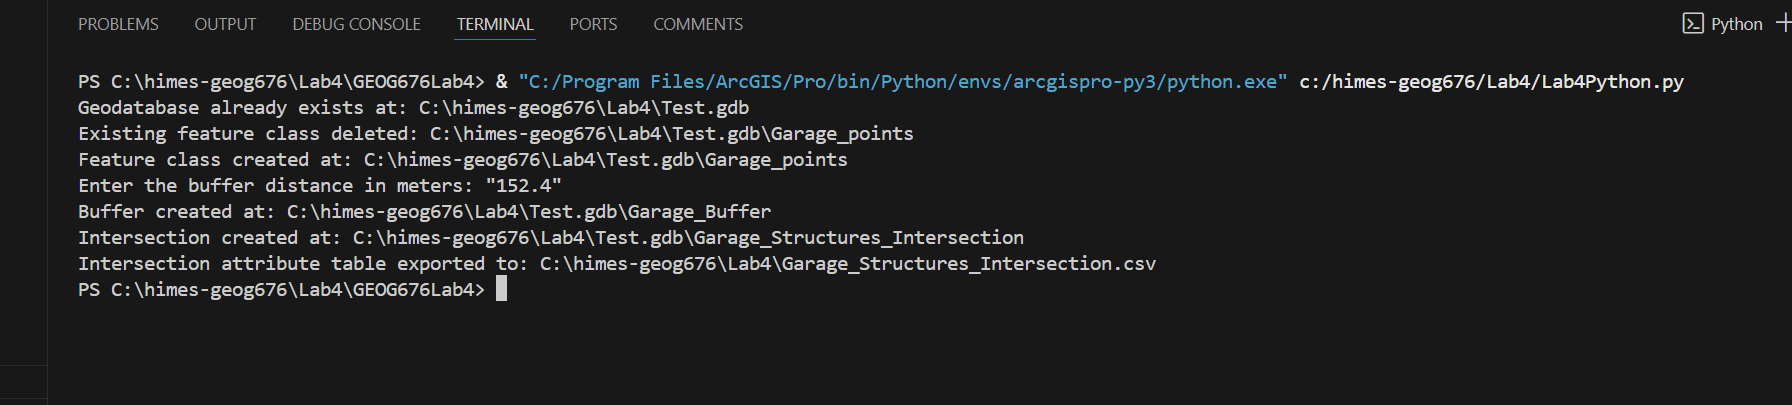 PROBLEMS OUTPUT DEBUG CONSOLE TERMINAL PORTS COMMENTS Python
PS C:\himes-geog676\Lab4\GEOG676Lab4> & "C:/Program Files/ArcGIS/Pro/bin/Python/envs/arcgispro-py3/python.exe" c:/himes-geog676/Lab4/Lab4Python.py
Geodatabase already exists at: C:\himes-geog676\Lab4\Test.gdb
Existing feature class deleted: C:\himes-geog676\Lab4\Test.gdb\Garage_points
Feature class created at: C:\himes-geog676\Lab4\Test.gdb\Garage_points
Enter the buffer distance in meters: "152.4"
Buffer created at: C:\himes-geog676\Lab4\Test.gdb\Garage_Buffer
Intersection created at: C:\himes-geog676\Lab4\Test.gdb\Garage_Structures_Intersection
Intersection attribute table exported to: C:\himes-geog676\Lab4\Garage_Structures_Intersection.csv
PS C:\himes-geog676\Lab4\GEOG676Lab4>